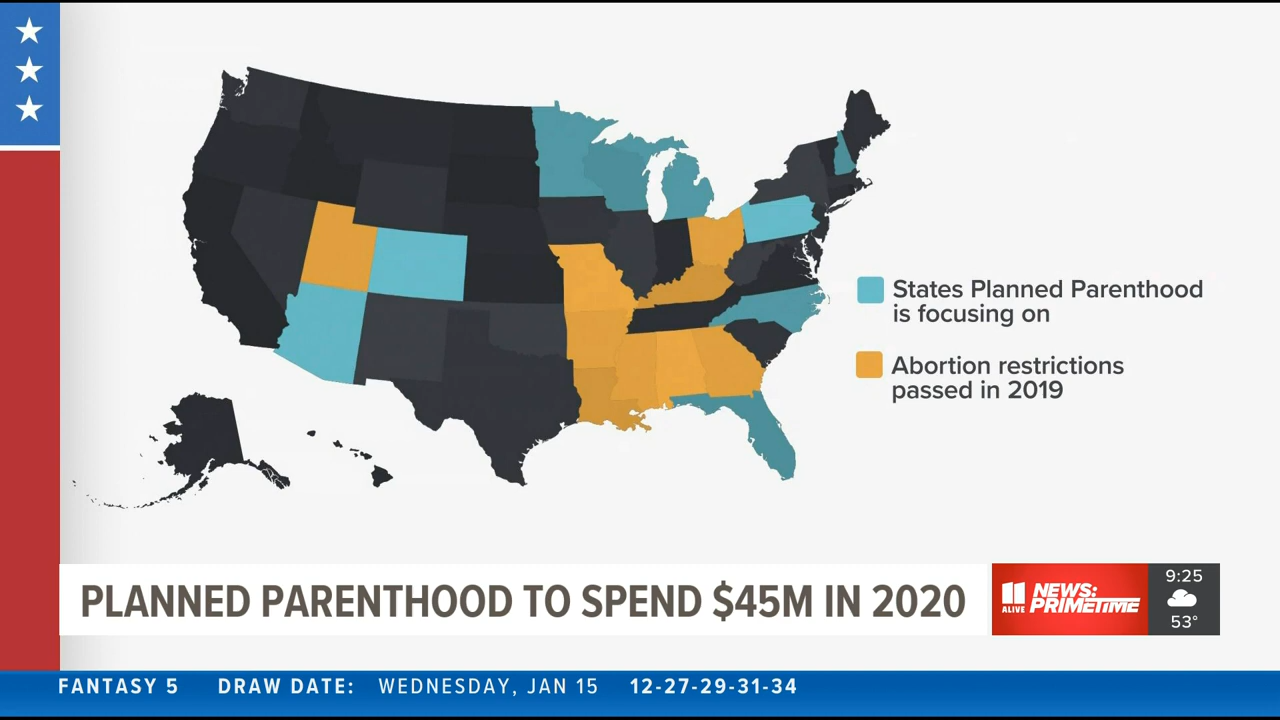 States Planned Parenthood
is focusing on
Abortion restrictions
passed in 2019
PLANNED PARENTHOOD TO SPEND $45M IN 2020
11 ALIVE NEWS: PRIMETIME
9:25
53°
FANTASY 5 DRAW DATE: WEDNESDAY, JAN 15 12-27-29-31-34